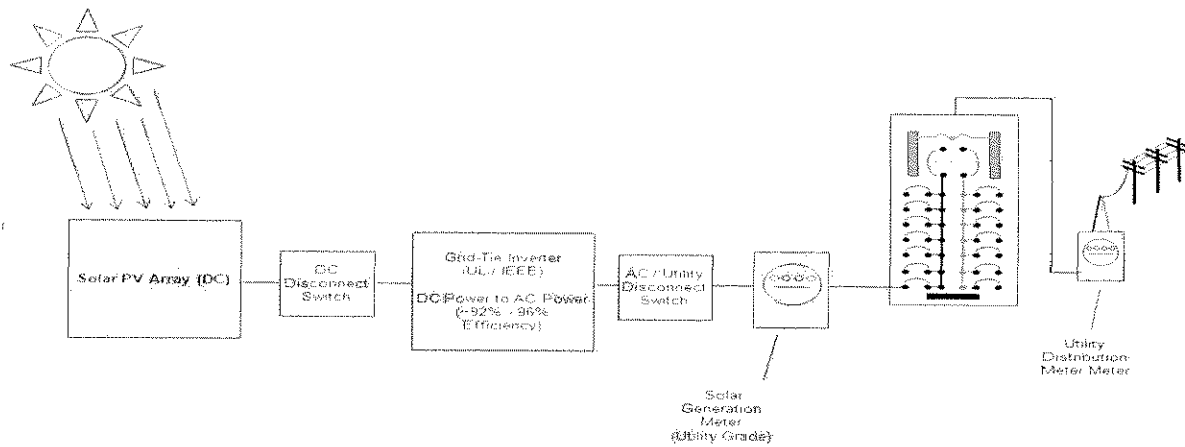 Solar PV Array (DC)
DC
Disconnect
Switch
Grid-Tie Inverter
(UL / IEEE)
DC Power to AC Power
(~92% - 96%
Efficiency)
AC / Utility
Disconnect
Switch
Solar
Generation
Meter
(Utility Grade)
Utility
Distribution
Meter Meter